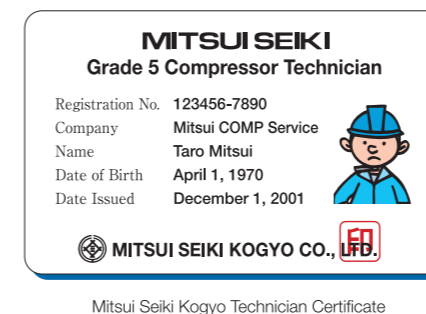 MITSUI SEIKI
Grade 5 Compressor Technician
Registration No. 123456-7890
Company Mitsui COMP Service
Name Taro Mitsui
Date of Birth April 1, 1970
Date Issued December 1, 2001
MITSUI SEIKI KOGYO CO., LTD.
印
Mitsui Seiki Kogyo Technician Certificate